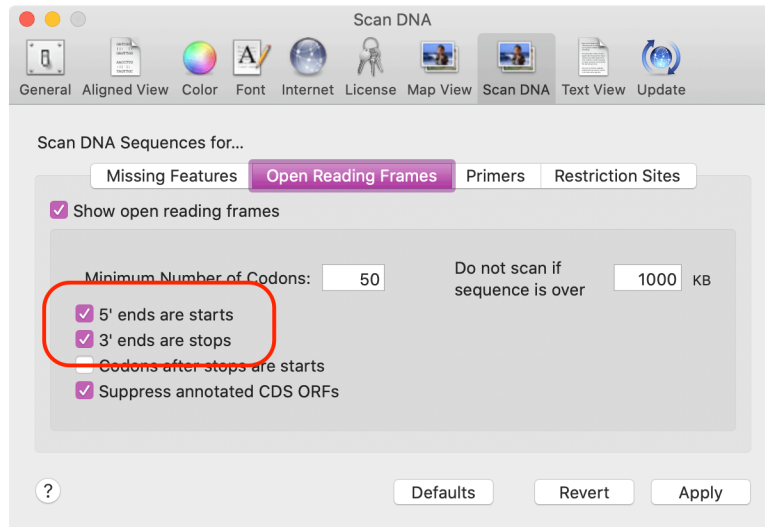 Scan DNA
General Aligned View Color Font Internet License Map View Scan DNA Text View Update
Scan DNA Sequences for...
Missing Features Open Reading Frames Primers Restriction Sites
Show open reading frames
Minimum Number of Codons: 50
Do not scan if
sequence is over 1000 KB
5' ends are starts
3' ends are stops
Codons after stops are starts
Suppress annotated CDS ORFs
? Defaults Revert Apply